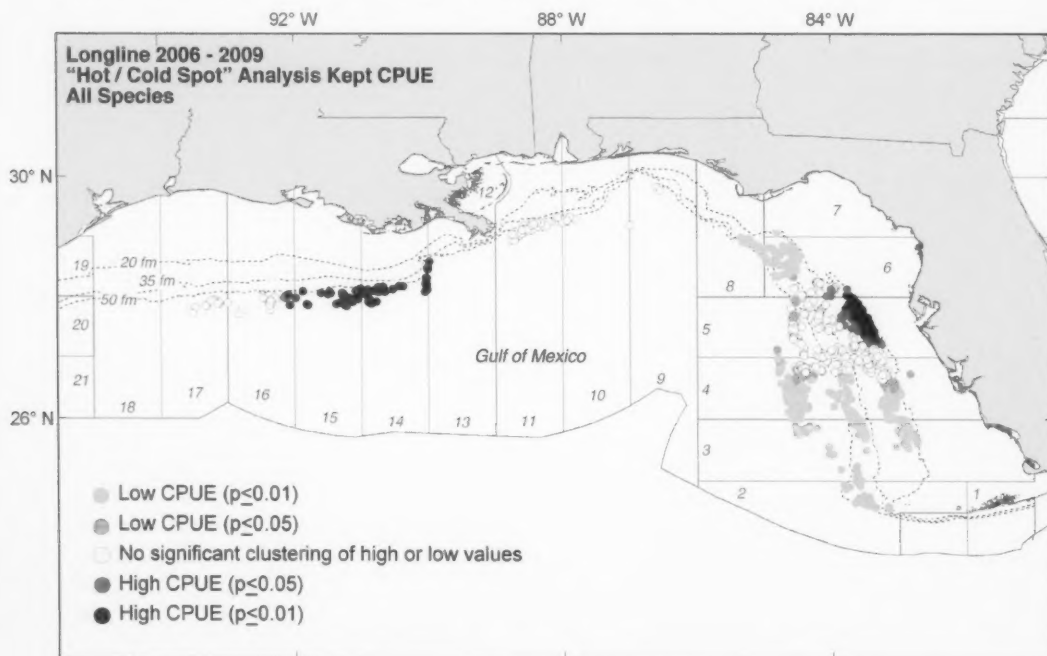 92° W
88° W
84° W
Longline 2006 - 2009
"Hot / Cold Spot" Analysis Kept CPUE
All Species
30° N
12
7
19
20 fm
6
35 fm
8
50 fm
20
5
Gulf of Mexico
21
4
9
18
17
16
26° N
15
14
13
11
10
3
2
1
Low CPUE (p≤0.01)
Low CPUE (p≤0.05)
No significant clustering of high or low values
High CPUE (p≤0.05)
High CPUE (p≤0.01)